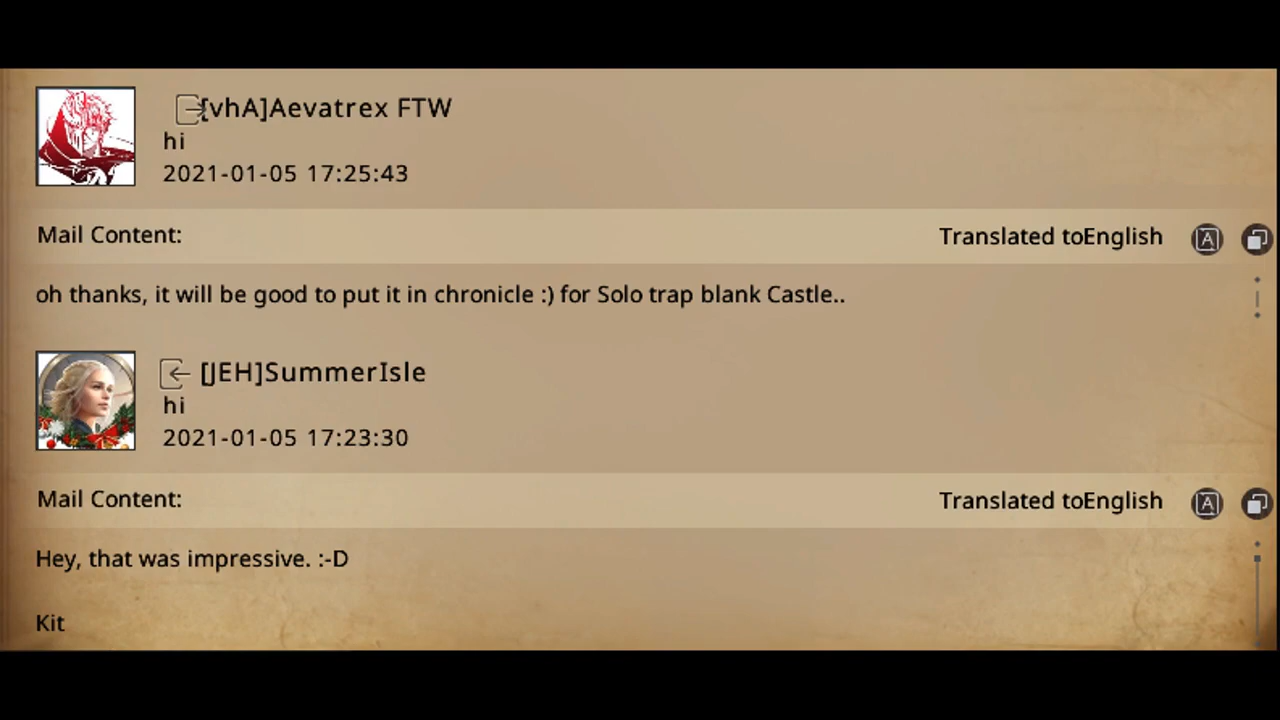 [vhA]Aevatrex FTW
hi
2021-01-05 17:25:43
Mail Content:
Translated toEnglish
oh thanks, it will be good to put it in chronicle :) for Solo trap blank Castle..
[JEH]SummerIsle
hi
2021-01-05 17:23:30
Mail Content:
Translated toEnglish
Hey, that was impressive. :-D
Kit